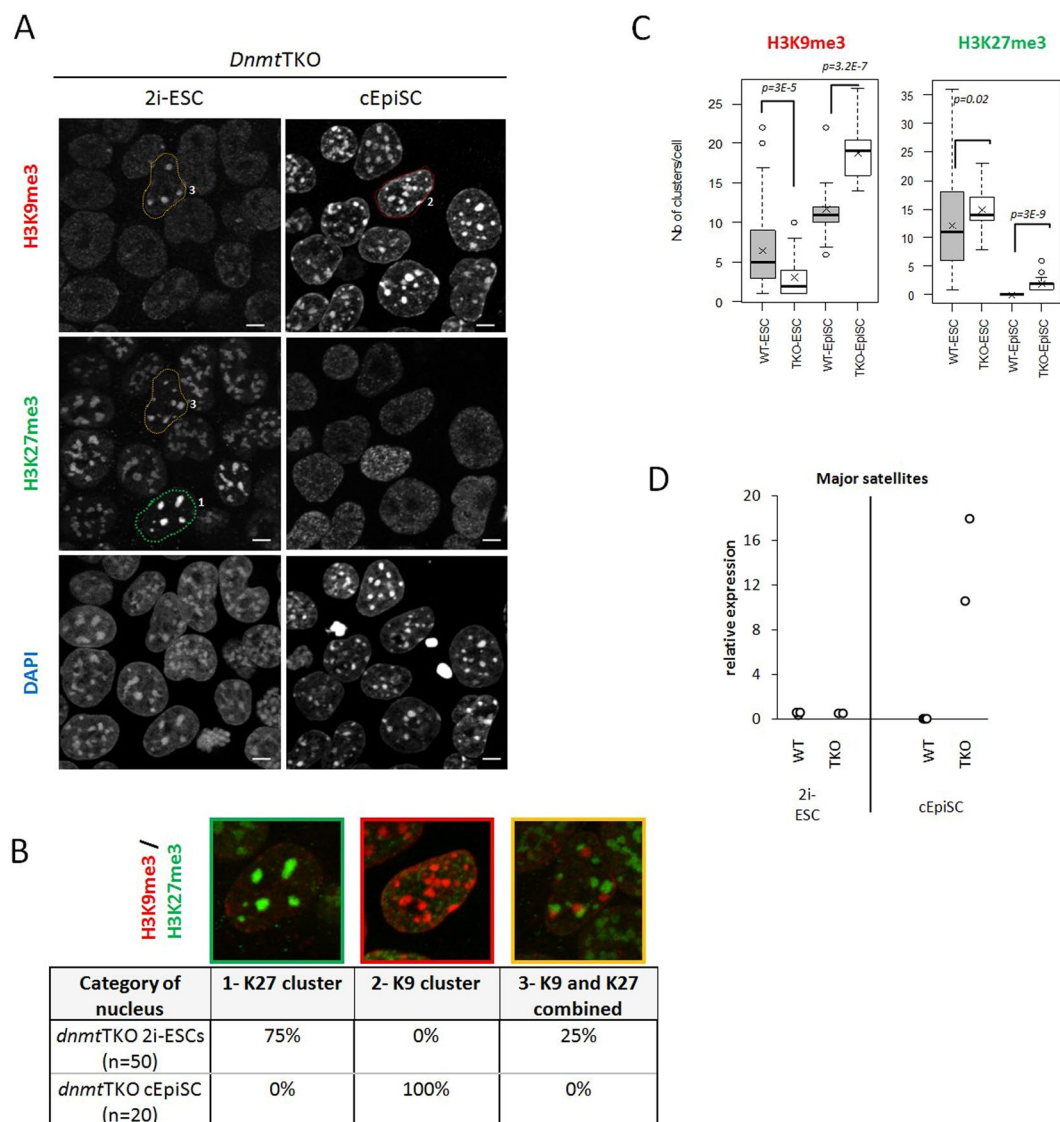 A
DnmtTKO
2i-ESC
cEpiSC
H3K9me3
3
2
H3K27me3
3
1
DAPI
B
H3K9me3 /
H3K27me3
Category of nucleus
1- K27 cluster
2- K9 cluster
3- K9 and K27 combined
dnmtTKO 2i-ESCs (n=50)
75%
0%
25%
dnmtTKO cEpiSC (n=20)
0%
100%
0%
C
H3K9me3
H3K27me3
No of clusters/cell
25
20
15
10
5
0
p=3E-5
p=3.2E-7
WT-ESC
TKO-ESC
WT-EpiSC
TKO-EpiSC
35
30
25
20
15
10
5
0
p=0.02
p=3E-9
WT-ESC
TKO-ESC
WT-EpiSC
TKO-EpiSC
D
Major satellites
relative expression
20
16
12
8
4
0
WT
TKO
WT
TKO
2i-
ESC
cEpiSC